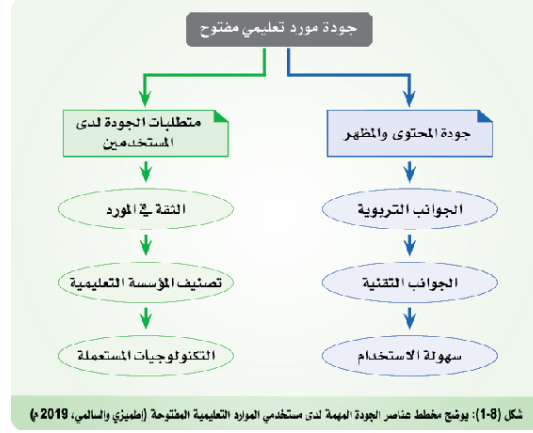 جودة مورد تعليمي مفتوح
جودة المحتوى والمظهر
متطلبات الجودة لدى
المستخدمين
الجوانب التربوية
الثقة في المورد
الجوانب التقنية
تصنيف المؤسسة التعليمية
سهولة الاستخدام
التكنولوجيات المستعملة
شكل (8-1): يوضح مخطط عناصر الجودة المهمة لدى مستخدمي الموارد التعليمية المفتوحة (اطميزي والسالمي، 2019 م)